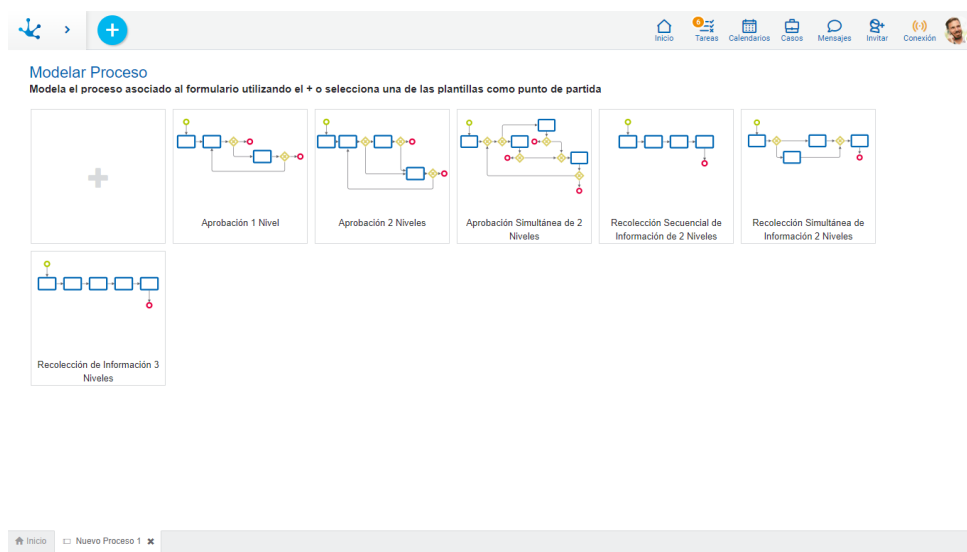 6
Inicio
Tareas
Calendarios
Casos
Mensajes
Invitar
Conexión
Modelar Proceso
Modela el proceso asociado al formulario utilizando el + o selecciona una de las plantillas como punto de partida
Aprobación 1 Nivel
Aprobación 2 Niveles
Aprobación Simultánea de 2
Niveles
Recolección Secuencial de
Información de 2 Niveles
Recolección Simultánea de
Información 2 Niveles
Recolección de Información 3
Niveles
Inicio
Nuevo Proceso 1